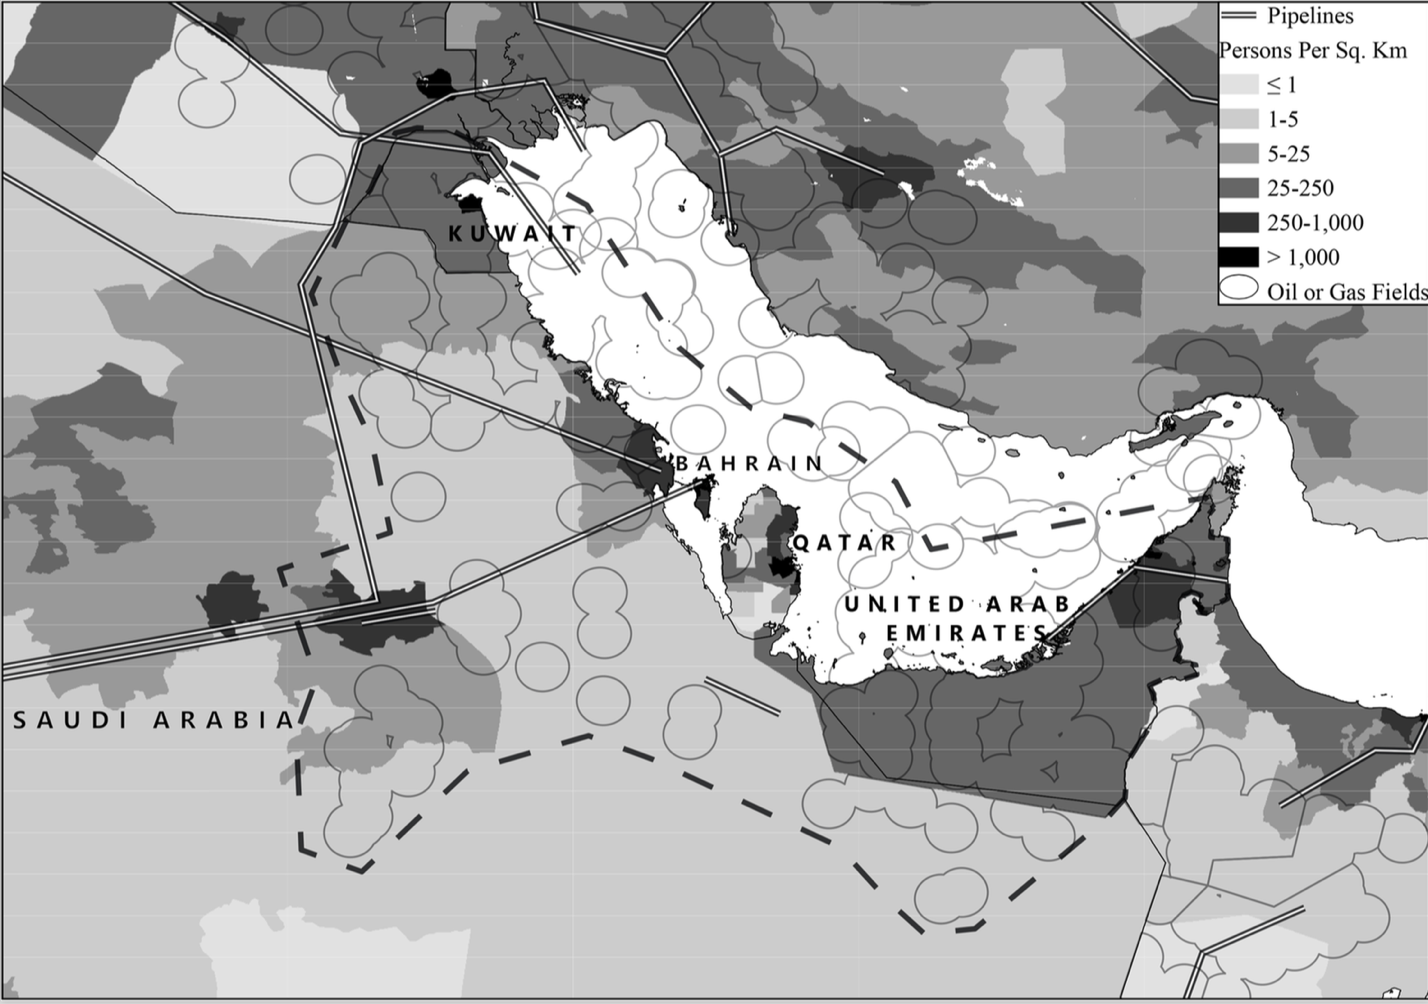 Pipelines
Persons Per Sq. Km
≤ 1
1-5
5-25
25-250
250-1,000
> 1,000
Oil or Gas Fields
KUWAIT
BAHRAIN
QATAR
UNITED ARAB
EMIRATES
SAUDI ARABIA